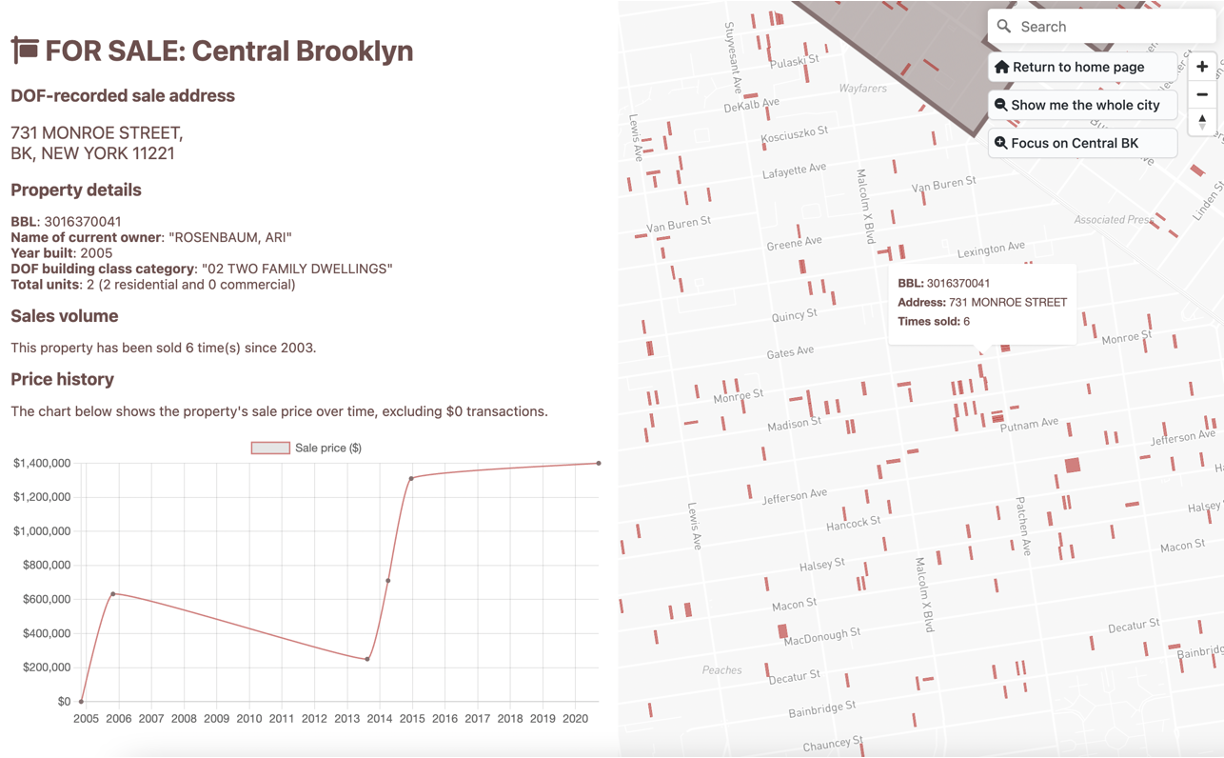 FOR SALE: Central Brooklyn
DOF-recorded sale address
731 MONROE STREET,
BK, NEW YORK 11221
Property details
BBL: 3016370041
Name of current owner: "ROSENBAUM, ARI"
Year built: 2005
DOF building class category: "02 TWO FAMILY DWELLINGS"
Total units: 2 (2 residential and 0 commercial)
Sales volume
This property has been sold 6 time(s) since 2003.
Price history
The chart below shows the property's sale price over time, excluding $0 transactions.
Sale price ($)
$1,400,000
$1,200,000
$1,000,000
$800,000
$600,000
$400,000
$200,000
$0
2005 2006 2007 2008 2009 2010 2011 2012 2013 2014 2015 2016 2017 2018 2019 2020
Search
Return to home page
Show me the whole city
Focus on Central BK
+
−
Stuyvesant Ave
Pulaski St
Wayfarers
DeKalb Ave
Lewis Ave
Kosciuszko St
Lafayette Ave
Malcolm X Blvd
Van Buren St
Linden St
Van Buren St
Associated Press
Greene Ave
Lexington Ave
BBL: 3016370041
Address: 731 MONROE STREET
Times sold: 6
Quincy St
Monroe St
Gates Ave
Monroe St
Madison St
Putnam Ave
Jefferson Ave
Jefferson Ave
Lewis Ave
Patchen Ave
Halsey
Hancock St
Macon St
Halsey St
Malcolm X Blvd
Macon St
MacDonough St
Decatur St
Bainbridg
Peaches
Decatur St
Bainbridge St
Chauncey St